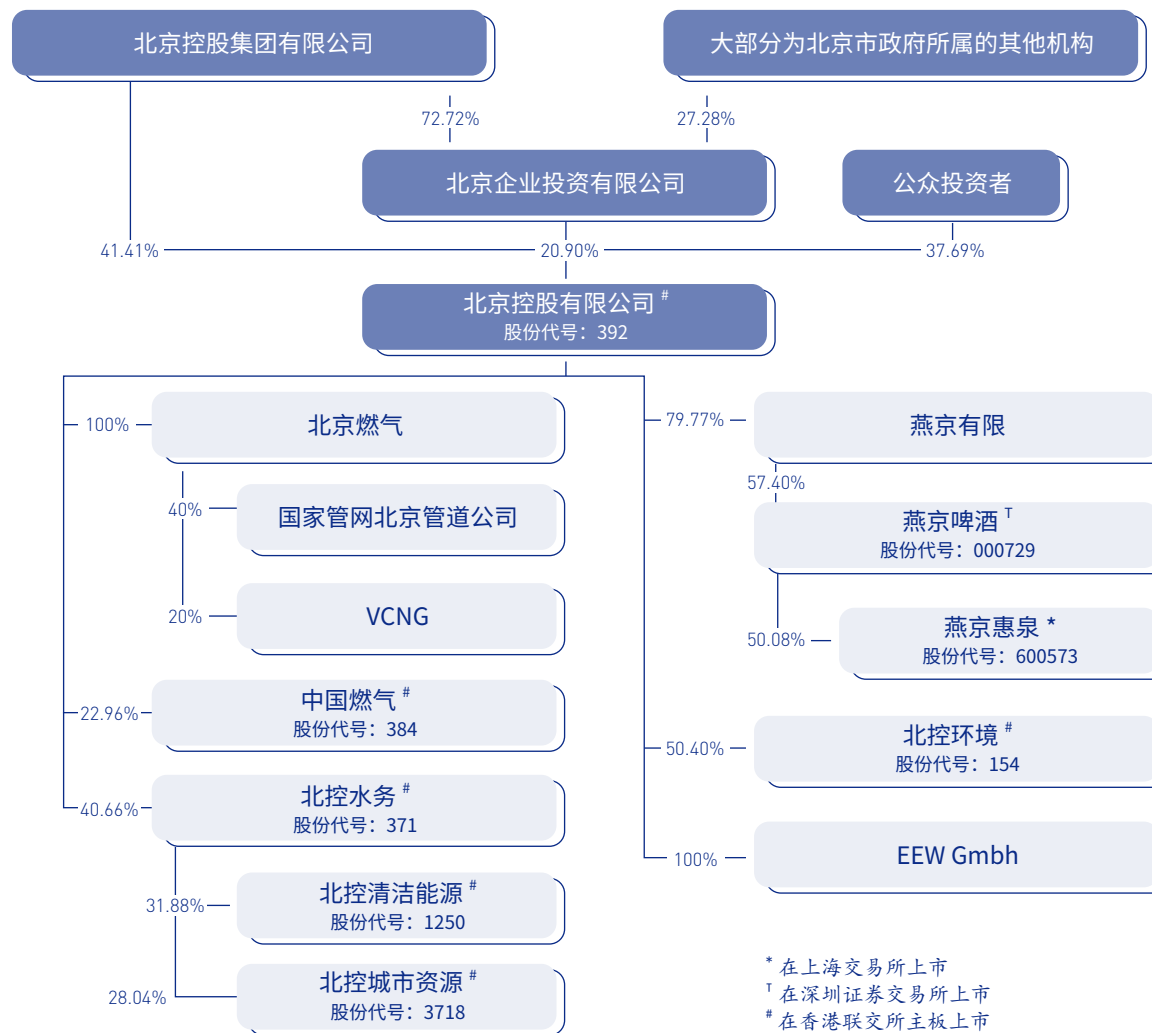 北京控股集团有限公司
大部分为北京市政府所属的其他机构
72.72%
27.28%
北京企业投资有限公司
公众投资者
41.41%
20.90%
37.69%
北京控股有限公司 #
股份代号：392
100%
北京燃气
40%
国家管网北京管道公司
20%
VCNG
22.96%
中国燃气 #
股份代号：384
40.66%
北控水务 #
股份代号：371
31.88%
北控清洁能源 #
股份代号：1250
28.04%
北控城市资源 #
股份代号：3718
79.77%
燕京有限
57.40%
燕京啤酒 T
股份代号：000729
50.08%
燕京惠泉 *
股份代号：600573
50.40%
北控环境 #
股份代号：154
100%
EEW Gmbh
* 在上海交易所上市
T 在深圳证券交易所上市
# 在香港联交所主板上市